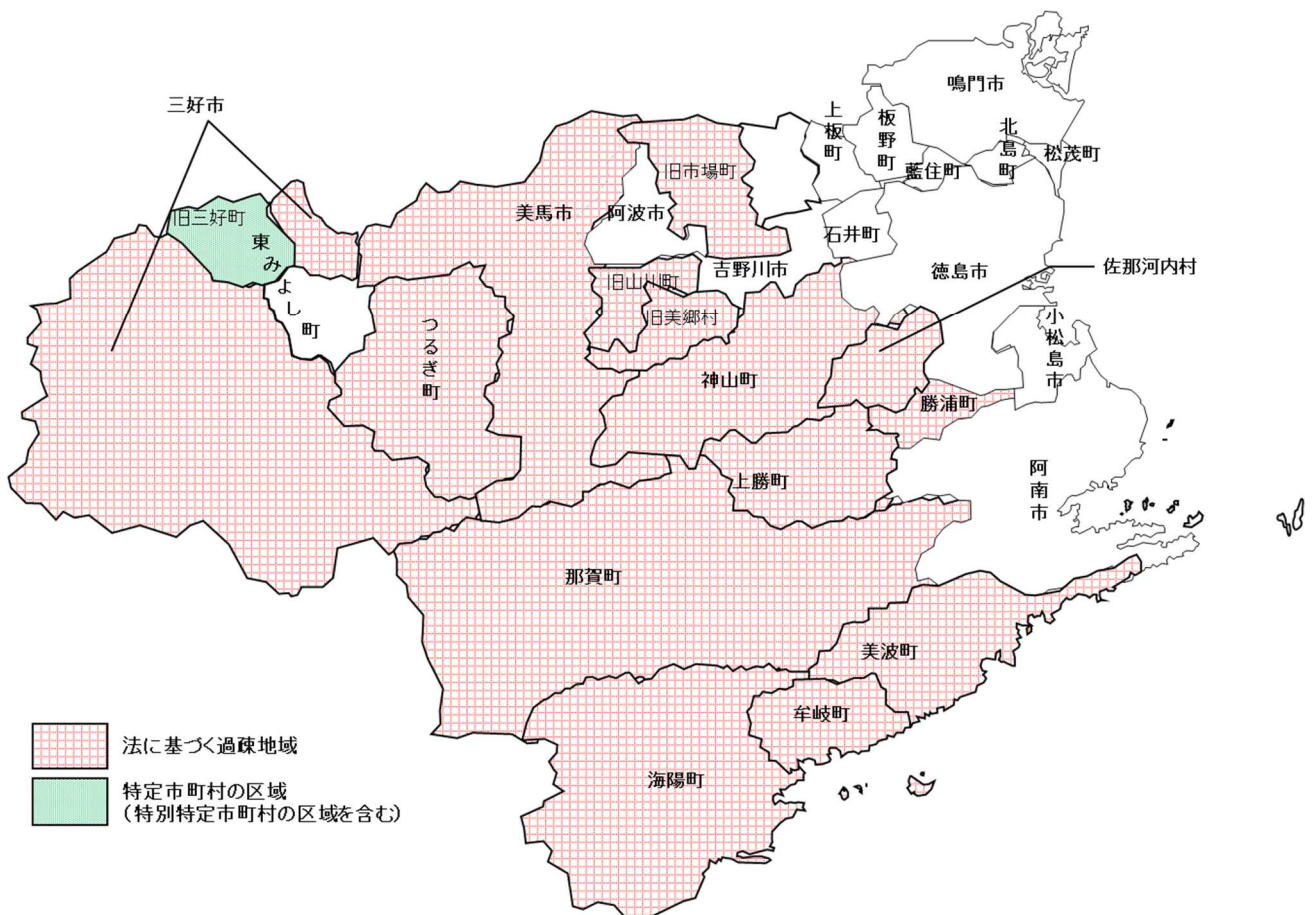 三好市
鳴門市
上板町
板野町
北島町
松茂町
藍住町
旧市場町
旧三好町
美馬市
阿波市
石井町
東みよし町
吉野川市
徳島市
佐那河内村
旧山川町
旧美郷村
つるぎ町
小松島市
神山町
勝浦町
上勝町
阿南市
那賀町
美波町
牟岐町
海陽町
法に基づく過疎地域
特定市町村の区域
(特別特定市町村の区域を含む)